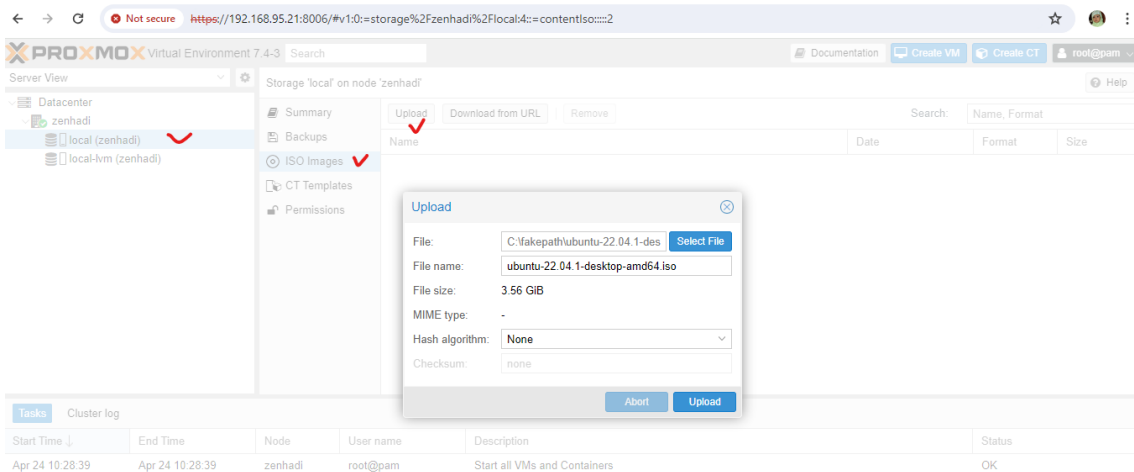 Not secure https://192.168.95.21:8006/#v1:0:=storage%2Fzenhadi%2Flocal:4::=contentIso:::::2
PROXMOX Virtual Environment 7.4-3 Search Documentation Create VM Create CT root@pam
Server View
Storage 'local' on node 'zenhadi' Help
Datacenter
zenhadi
local (zenhadi)
local-lvm (zenhadi)
Summary
Backups
ISO Images
CT Templates
Permissions
Upload Download from URL Remove Search: Name, Format
Name Date Format Size
Upload
File: C:\fakepath\ubuntu-22.04.1-des Select File
File name: ubuntu-22.04.1-desktop-amd64.iso
File size: 3.56 GiB
MIME type: -
Hash algorithm: None
Checksum: none
Abort Upload
Tasks Cluster log
Start Time End Time Node User name Description Status
Apr 24 10:28:39 Apr 24 10:28:39 zenhadi root@pam Start all VMs and Containers OK